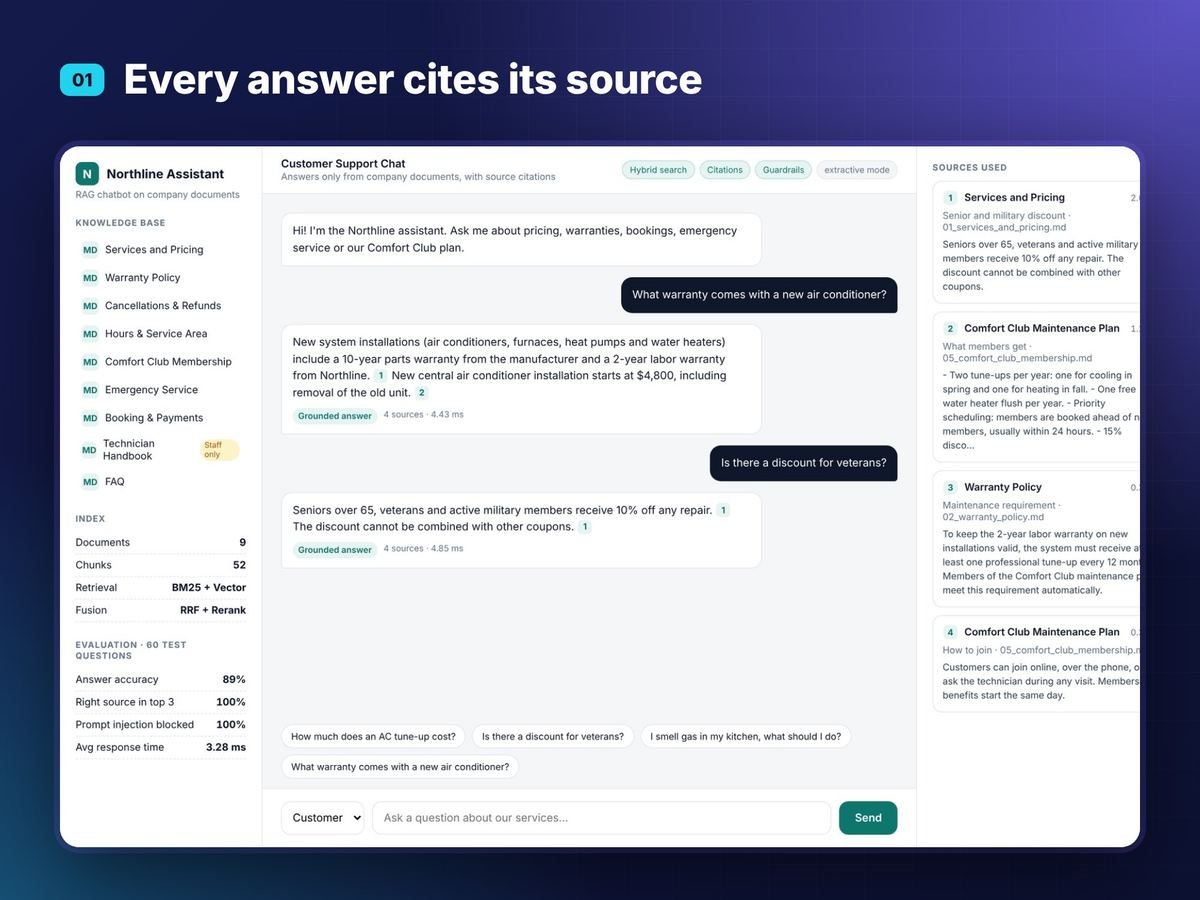 01
Every answer cites its source
N
Northline Assistant
RAG chatbot on company documents
KNOWLEDGE BASE
MD Services and Pricing
MD Warranty Policy
MD Cancellations & Refunds
MD Hours & Service Area
MD Comfort Club Membership
MD Emergency Service
MD Booking & Payments
MD Technician Handbook Staff only
MD FAQ
INDEX
Documents 9
Chunks 52
Retrieval BM25 + Vector
Fusion RRF + Rerank
EVALUATION · 60 TEST
QUESTIONS
Answer accuracy 89%
Right source in top 3 100%
Prompt injection blocked 100%
Avg response time 3.28 ms
Customer Support Chat
Answers only from company documents, with source citations
Hybrid search
Citations
Guardrails
extractive mode
Hi! I'm the Northline assistant. Ask me about pricing, warranties, bookings, emergency
service or our Comfort Club plan.
What warranty comes with a new air conditioner?
New system installations (air conditioners, furnaces, heat pumps and water heaters)
include a 10-year parts warranty from the manufacturer and a 2-year labor warranty
from Northline. 1 New central air conditioner installation starts at $4,800, including
removal of the old unit. 2
Grounded answer 4 sources · 4.43 ms
Is there a discount for veterans?
Seniors over 65, veterans and active military members receive 10% off any repair. 1
The discount cannot be combined with other coupons. 1
Grounded answer 4 sources · 4.85 ms
How much does an AC tune-up cost?
Is there a discount for veterans?
I smell gas in my kitchen, what should I do?
What warranty comes with a new air conditioner?
Customer
Ask a question about our services...
Send
SOURCES USED
1 Services and Pricing
Senior and military discount ·
01_services_and_pricing.md
Seniors over 65, veterans and active military
members receive 10% off any repair. The
discount cannot be combined with other
coupons.
2 Comfort Club Maintenance Plan
What members get ·
05_comfort_club_membership.md
- Two tune-ups per year: one for cooling in
spring and one for heating in fall. - One free
water heater flush per year. - Priority
scheduling: members are booked ahead of
members, usually within 24 hours. - 15%
disco...
3 Warranty Policy
Maintenance requirement ·
02_warranty_policy.md
To keep the 2-year labor warranty on new
installations valid, the system must receive
least one professional tune-up every 12
Members of the Comfort Club maintenance
meet this requirement automatically.
4 Comfort Club Maintenance Plan
How to join ·
Customers can join online, over the phone,
ask the technician during any visit.
benefits start the same day.